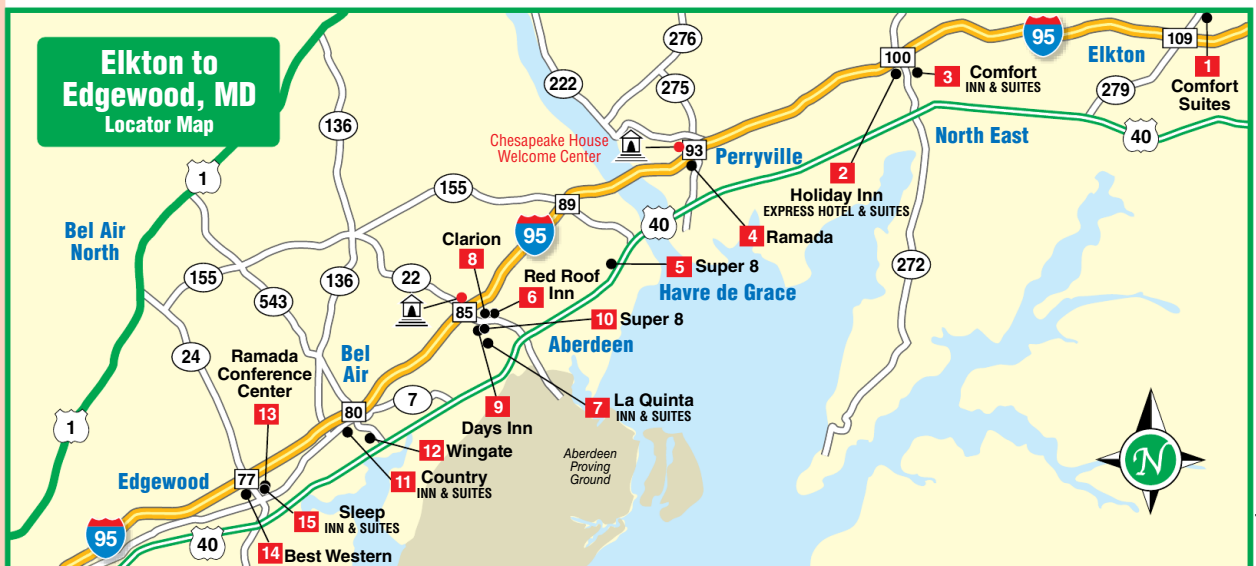 Elkton to
Edgewood, MD
Locator Map
276
222
275
136
Chesapeake House
Welcome Center
93
Perryville
95
100
3
Comfort
INN & SUITES
Elkton
109
1
Comfort
Suites
279
40
North East
2
Holiday Inn
EXPRESS HOTEL & SUITES
4 Ramada
272
1
Bel Air
North
155
89
95
40
5 Super 8
Havre de Grace
Clarion
8
Red Roof
Inn
6
22
85
10 Super 8
Aberdeen
155
543
136
24
Ramada
Conference
Center
13
Bel
Air
80
7
9
Days Inn
7
La Quinta
INN & SUITES
12 Wingate
11
Country
INN & SUITES
Aberdeen
Proving
Ground
1
Edgewood
77
15
Sleep
INN & SUITES
14 Best Western
95
40
N